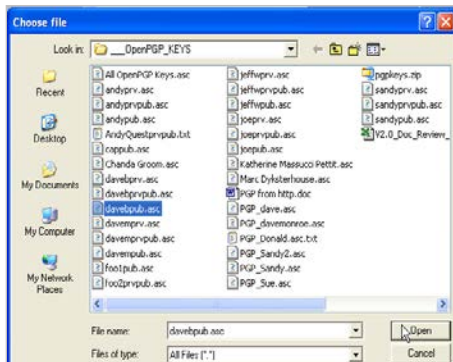 Choose file
Look in:
___OpenPGP_KEYS
Recent
Desktop
My Documents
My Computer
My Network
Places
All OpenPGP Keys.asc
andyprv.asc
andyprvpub.asc
andypub.asc
AndyQuestprvpub.txt
cappub.asc
Chanda Groom.asc
davebprv.asc
davebprvpub.asc
davebpub.asc
davemprv.asc
davemprvpub.asc
davempub.asc
foo1pub.asc
foo2prvpub.asc
jeffwprv.asc
jeffwprvpub.asc
jeffwpub.asc
joeprv.asc
joeprvpub.asc
joepub.asc
Katherine Massucci Pettit.asc
Marc Dyksterhouse.asc
PGP from http.doc
PGP_dave.asc
PGP_davemonroe.asc
PGP_Donald.asc.txt
PGP_Sandy2.asc
PGP_Sandy.asc
PGP_Sue.asc
pgpkeys.zip
sandyprv.asc
sandyprvpub.asc
sandypub.asc
V2.0_Doc_Review_
File name:
davebpub.asc
Open
Files of type:
All Files (*.*)
Cancel